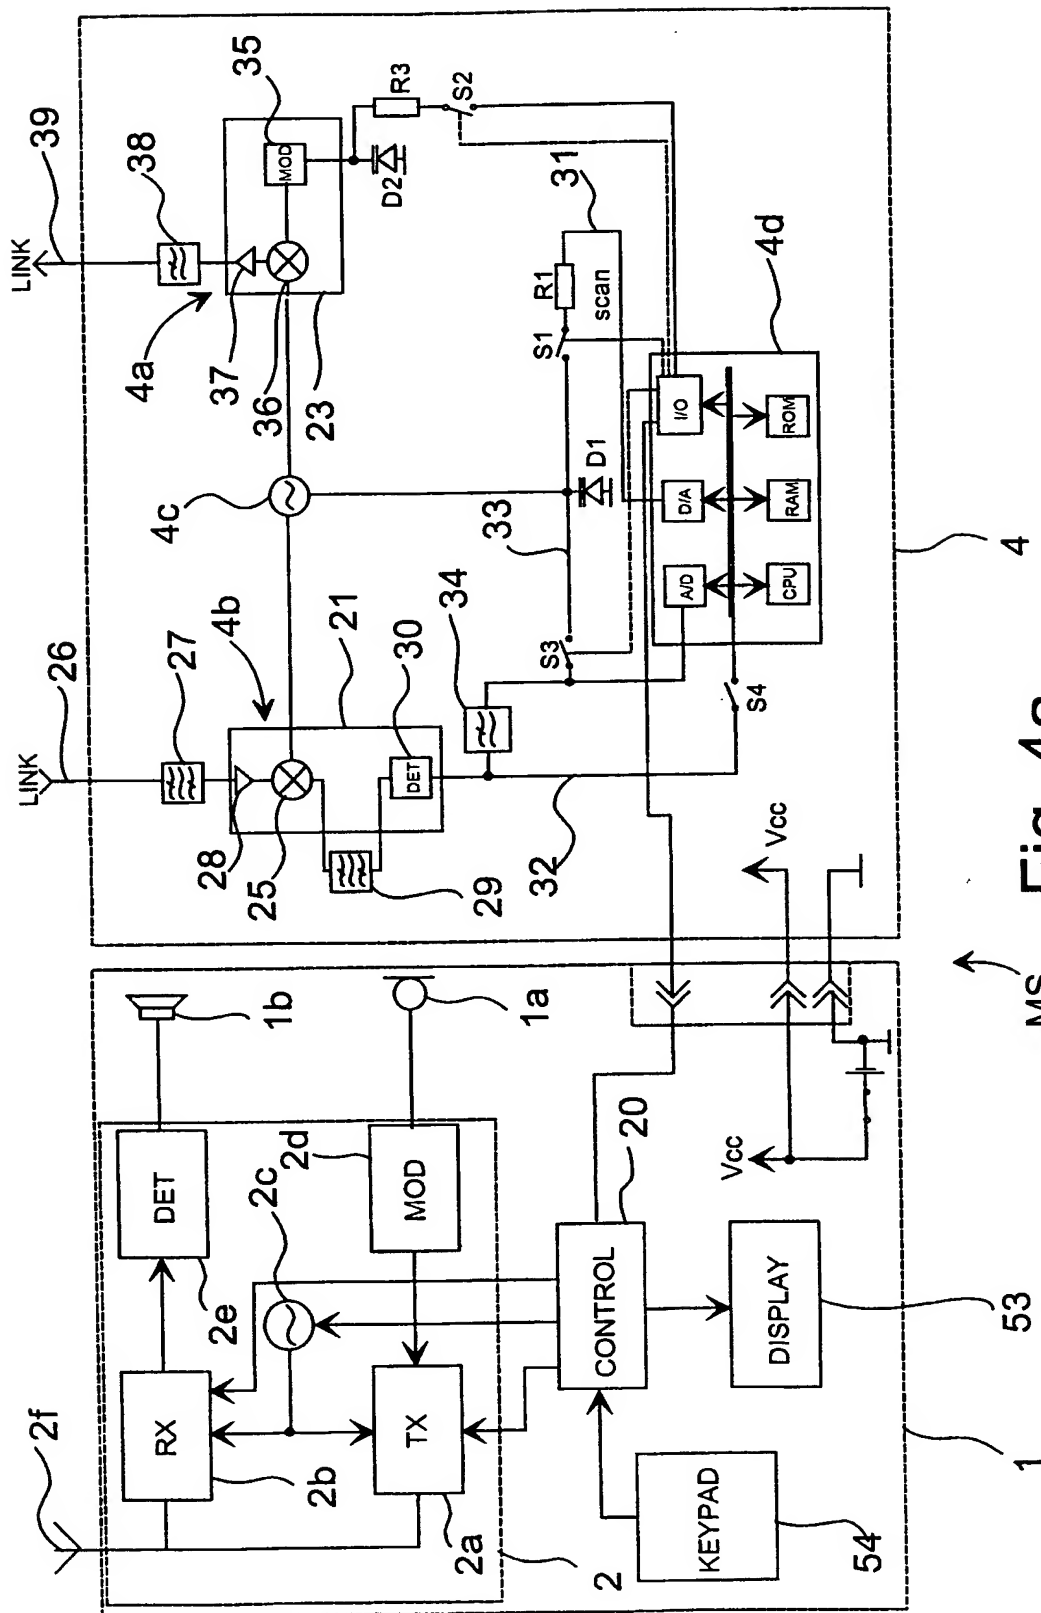 2f
LINK
26
LINK
39
1b
DET
RX
2e
2b
2c
2d
MOD
TX
2a
1a
27
28
25
4b
21
30
DET
29
34
4c
4a
38
35
MOD
37
36
23
D2
R3
S2
2
54
KEYPAD
CONTROL
20
DISPLAY
53
1
Vcc
Vcc
32
33
S3
S4
D1
S1
R1
scan
31
4d
A/D
D/A
I/O
CPU
RAM
ROM
4
MS
Fig. 4a